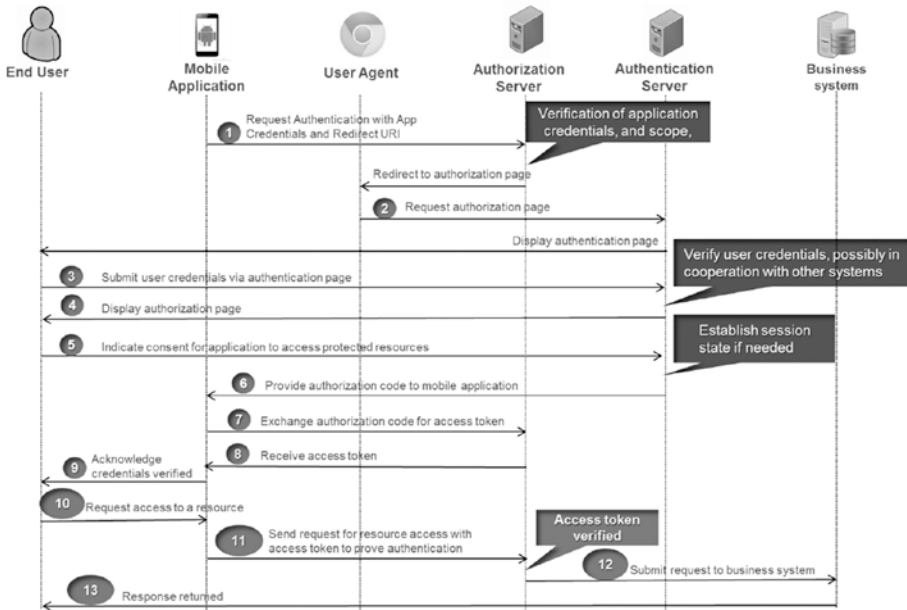 End User
Mobile
Application
User Agent
Authorization
Server
Authentication
Server
Business
system
1
Request Authentication with App
Credentials and Redirect URI
Verification of application
credentials, and scope,
Redirect to authorization page
2
Request authorization page
Display authentication page
Verify user credentials, possibly in
cooperation with other systems
3
Submit user credentials via authentication page
4
Display authorization page
Establish session
state if needed
5
Indicate consent for application to access protected resources
6
Provide authorization code to mobile application
7
Exchange authorization code for access token
8
Receive access token
9
Acknowledge
credentials verified
10
Request access to a resource
11
Send request for resource access with
access token to prove authentication
Access token
verified
12
Submit request to business system
13
Response returned